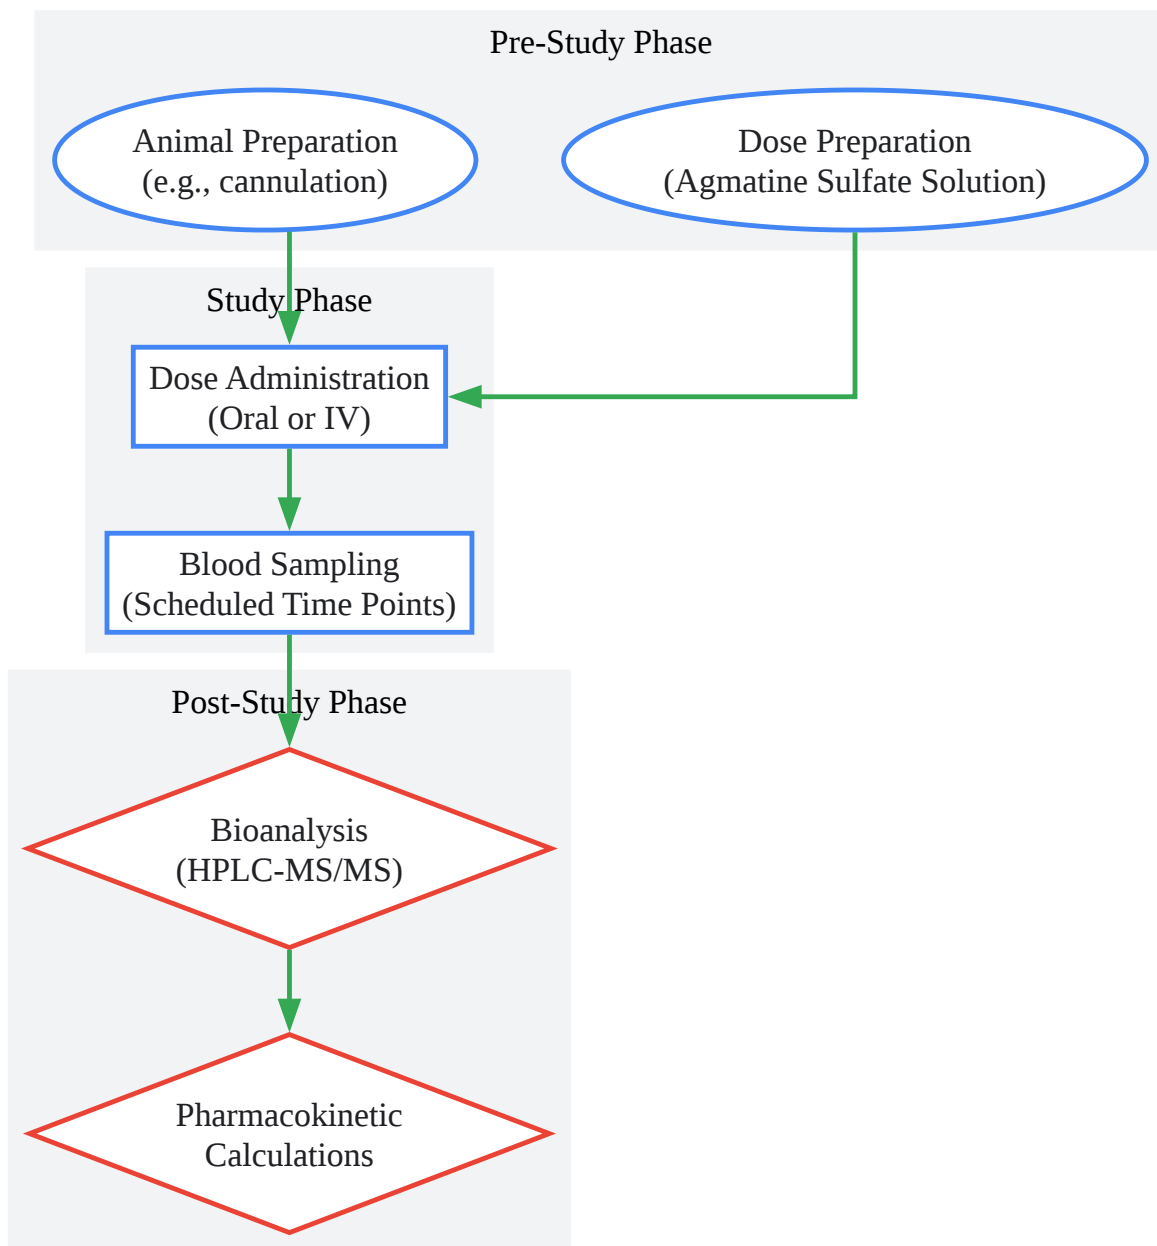 Pre-Study Phase
Animal Preparation
(e.g., cannulation)
Dose Preparation
(Agmatine Sulfate Solution)
Study Phase
Dose Administration
(Oral or IV)
Blood Sampling
(Scheduled Time Points)
Post-Study Phase
Bioanalysis
(HPLC-MS/MS)
Pharmacokinetic
Calculations